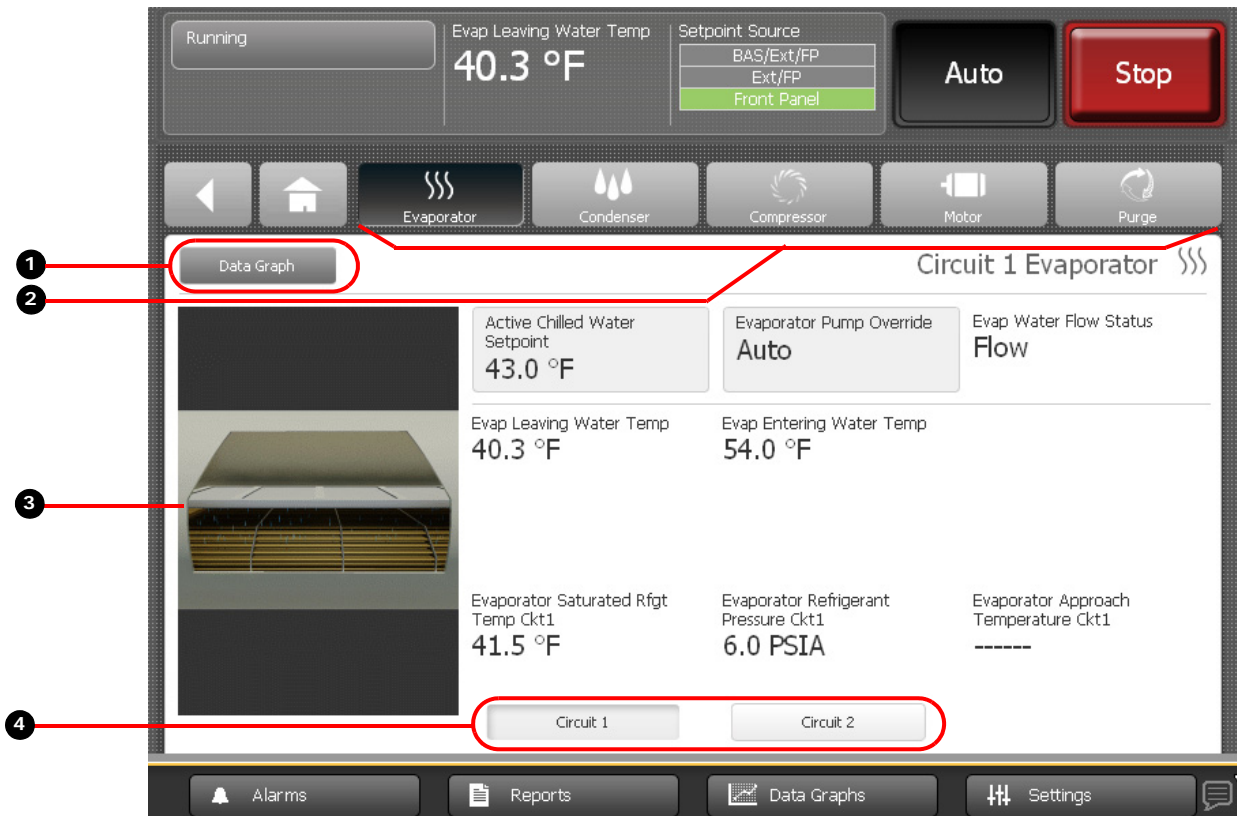 Running
Evap Leaving Water Temp
40.3 °F
Setpoint Source
BAS/Ext/FP
Ext/FP
Front Panel
Auto
Stop
Evaporator
Condenser
Compressor
Motor
Purge
1
Data Graph
Circuit 1 Evaporator
2
Active Chilled Water
Setpoint
43.0 °F
Evaporator Pump Override
Auto
Evap Water Flow Status
Flow
Evap Leaving Water Temp
40.3 °F
Evap Entering Water Temp
54.0 °F
3
Evaporator Saturated Rfgt
Temp Ckt1
41.5 °F
Evaporator Refrigerant
Pressure Ckt1
6.0 PSIA
Evaporator Approach
Temperature Ckt1
------
4
Circuit 1
Circuit 2
Alarms
Reports
Data Graphs
Settings